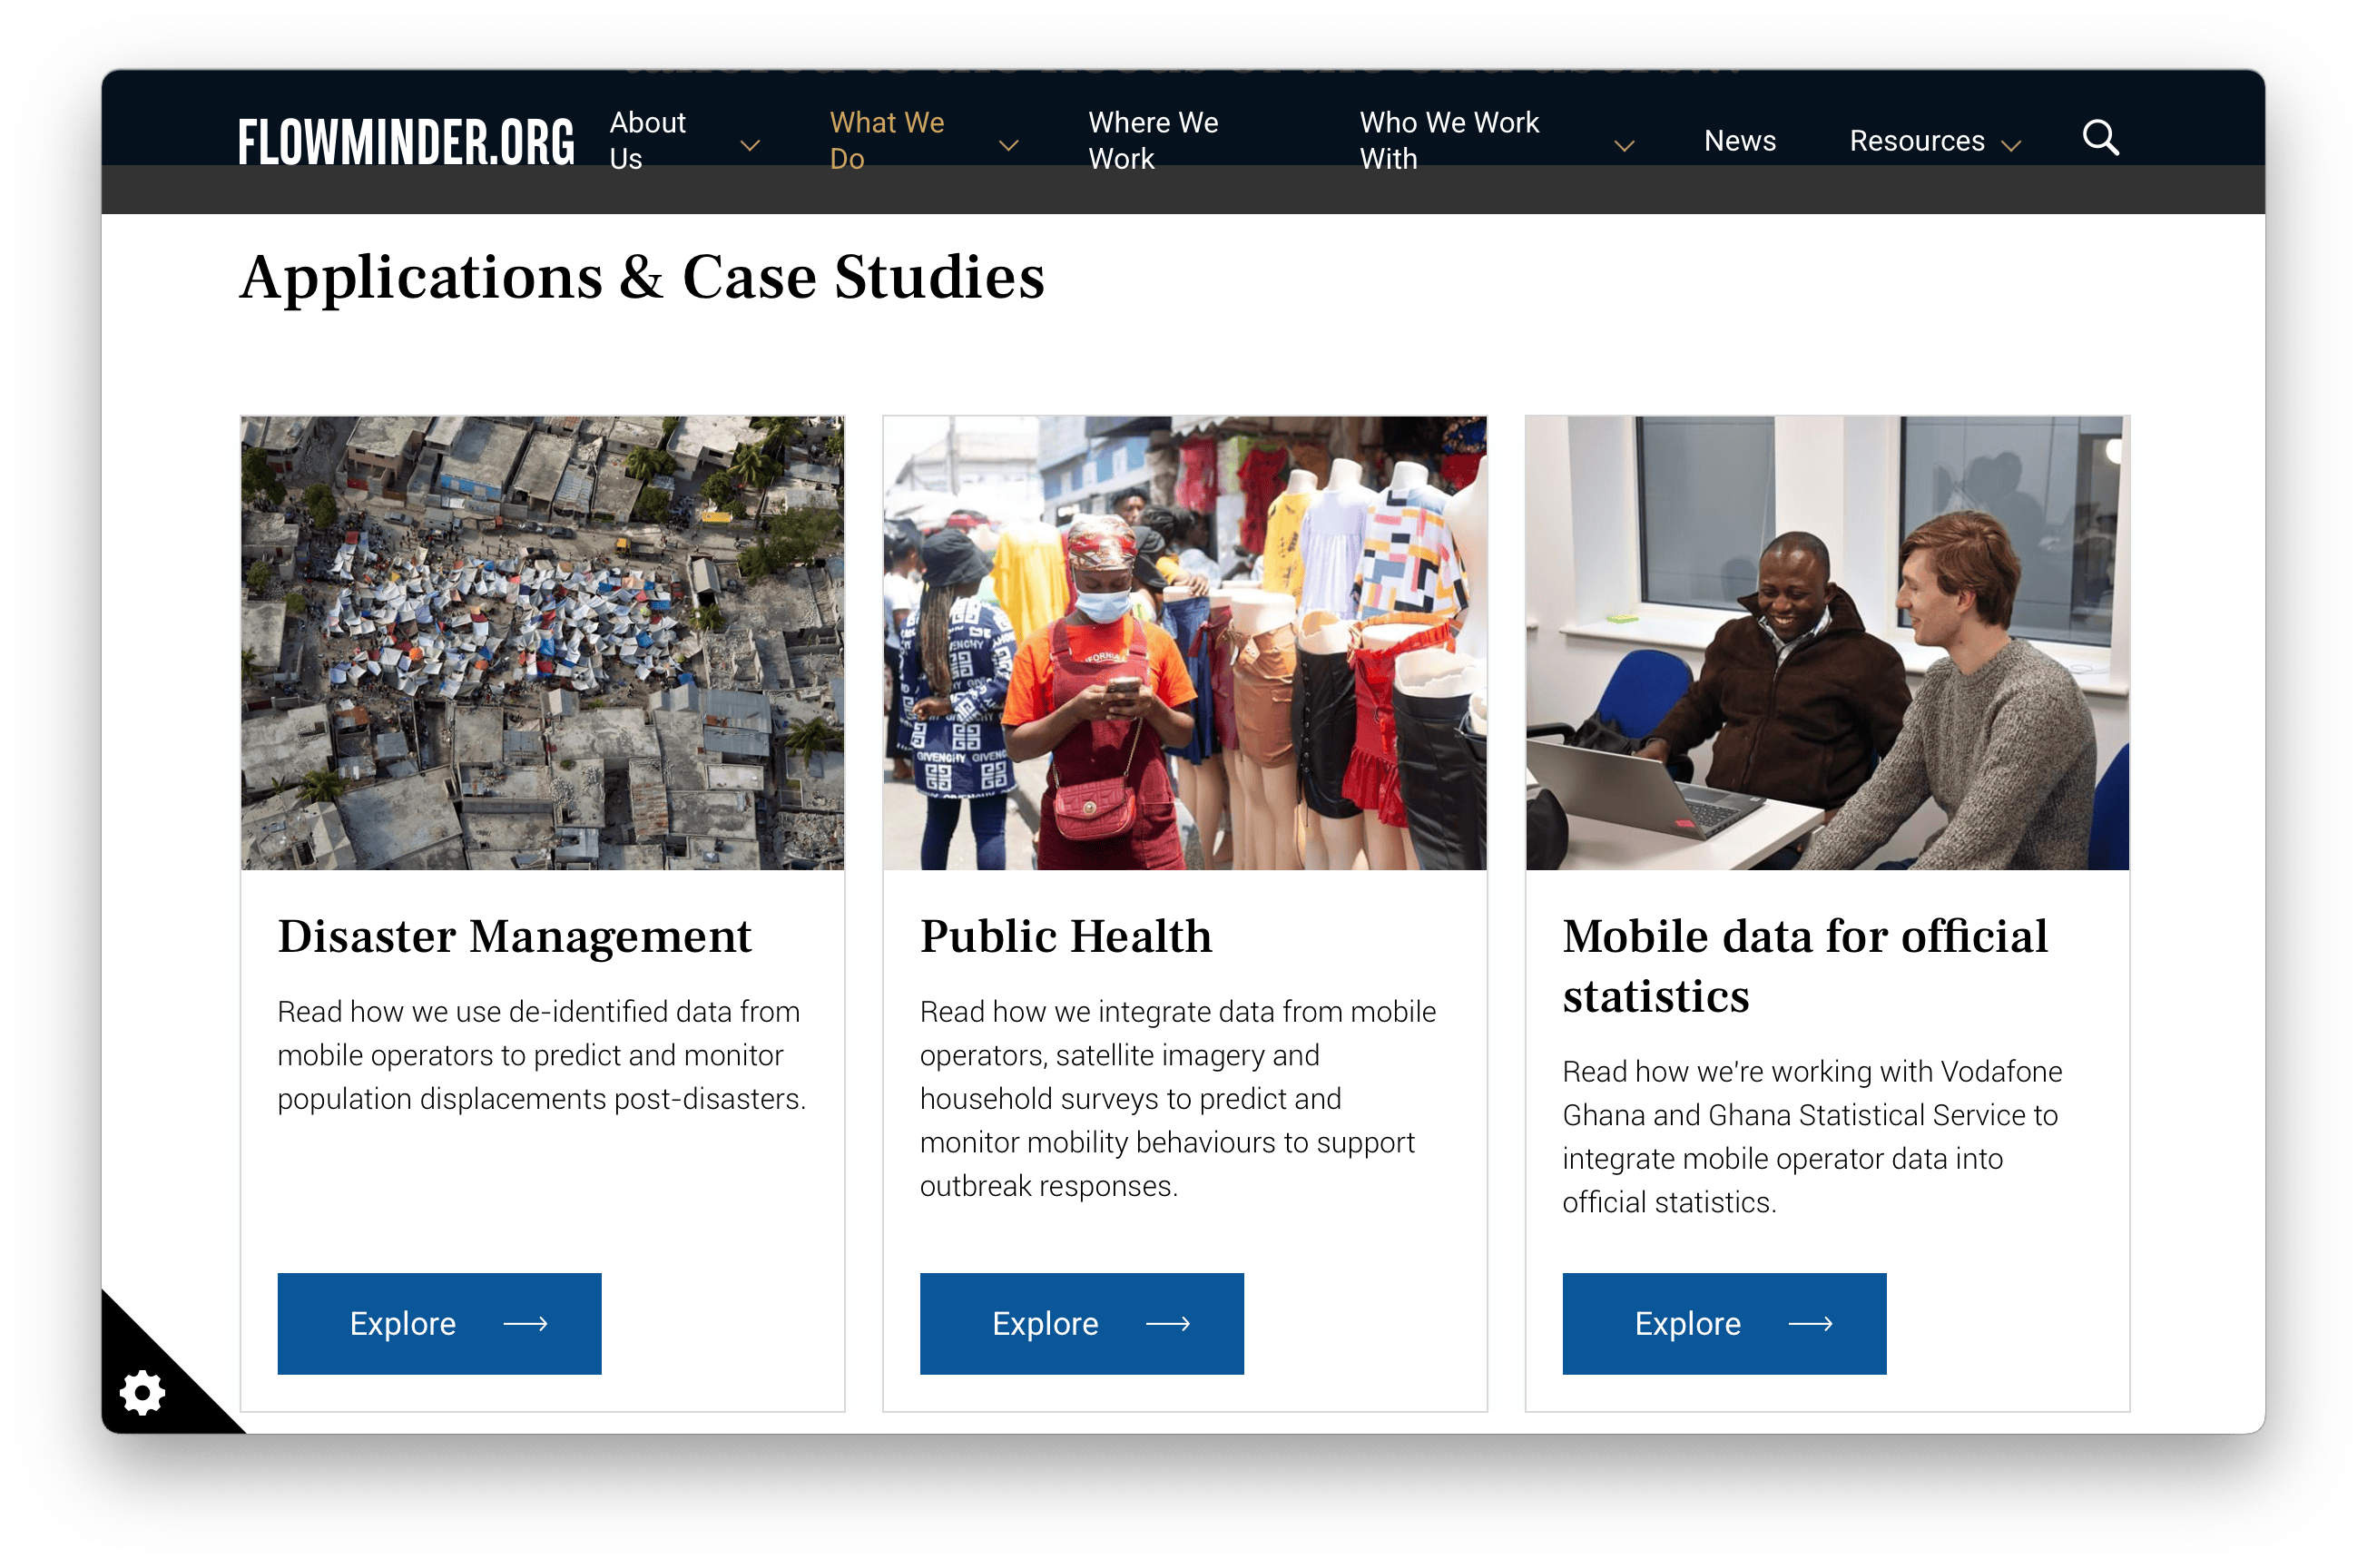 FLOWMINDER.ORG
About
Us
What We
Do
Where We
Work
Who We Work
With
News
Resources
Applications & Case Studies
GIVENCHY GIVENC
Disaster Management
Read how we use de-identified data from
mobile operators to predict and monitor
population displacements post-disasters.
Explore
Public Health
Read how we integrate data from mobile
operators, satellite imagery and
household surveys to predict and
monitor mobility behaviours to support
outbreak responses.
Explore
Mobile data for official
statistics
Read how we're working with Vodafone
Ghana and Ghana Statistical Service to
integrate mobile operator data into
official statistics.
Explore